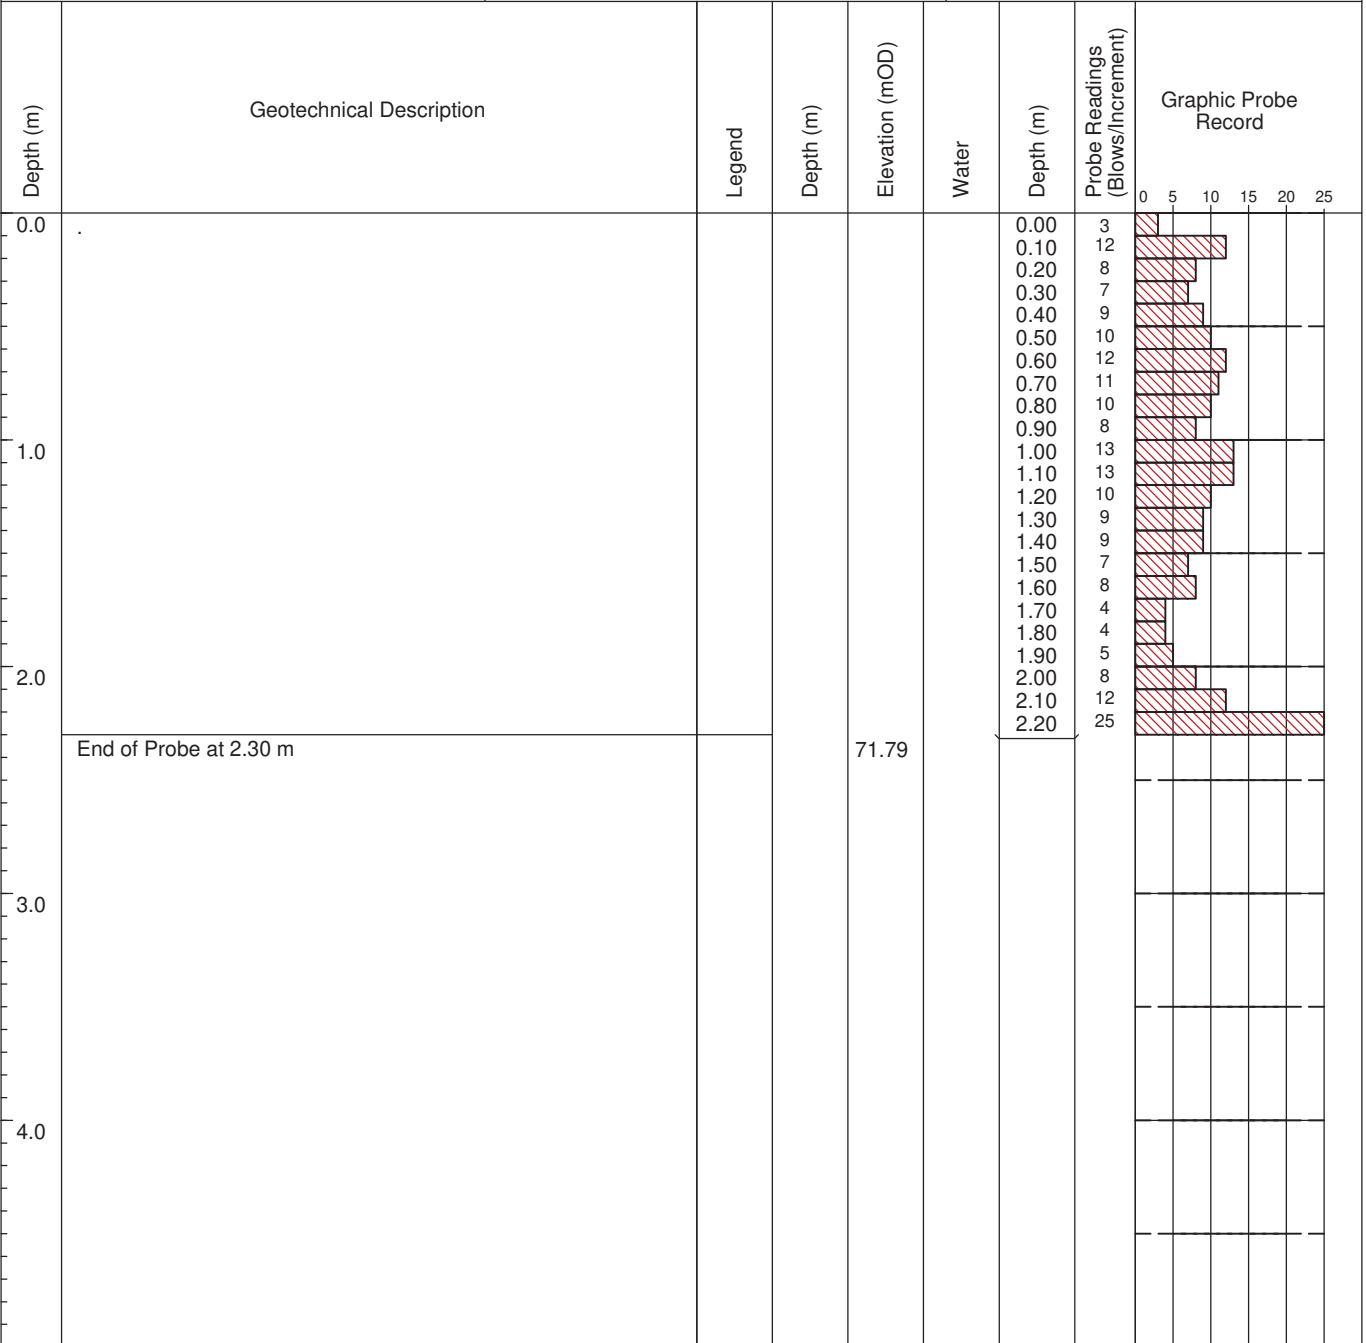 Depth (m)
Geotechnical Description
Legend
Depth (m)
Elevation (mOD)
Water
Depth (m)
Probe Readings
(Blows/Increment)
Graphic Probe
Record
0 5 10 15 20 25
0.0 . 0.00 3
0.10 12
0.20 8
0.30 7
0.40 9
0.50 10
0.60 12
0.70 11
0.80 10
0.90 8
1.0 1.00 13
1.10 13
1.20 10
1.30 9
1.40 9
1.50 7
1.60 8
1.70 4
1.80 4
1.90 5
2.0 2.00 8
2.10 12
2.20 25
End of Probe at 2.30 m 71.79
3.0
4.0